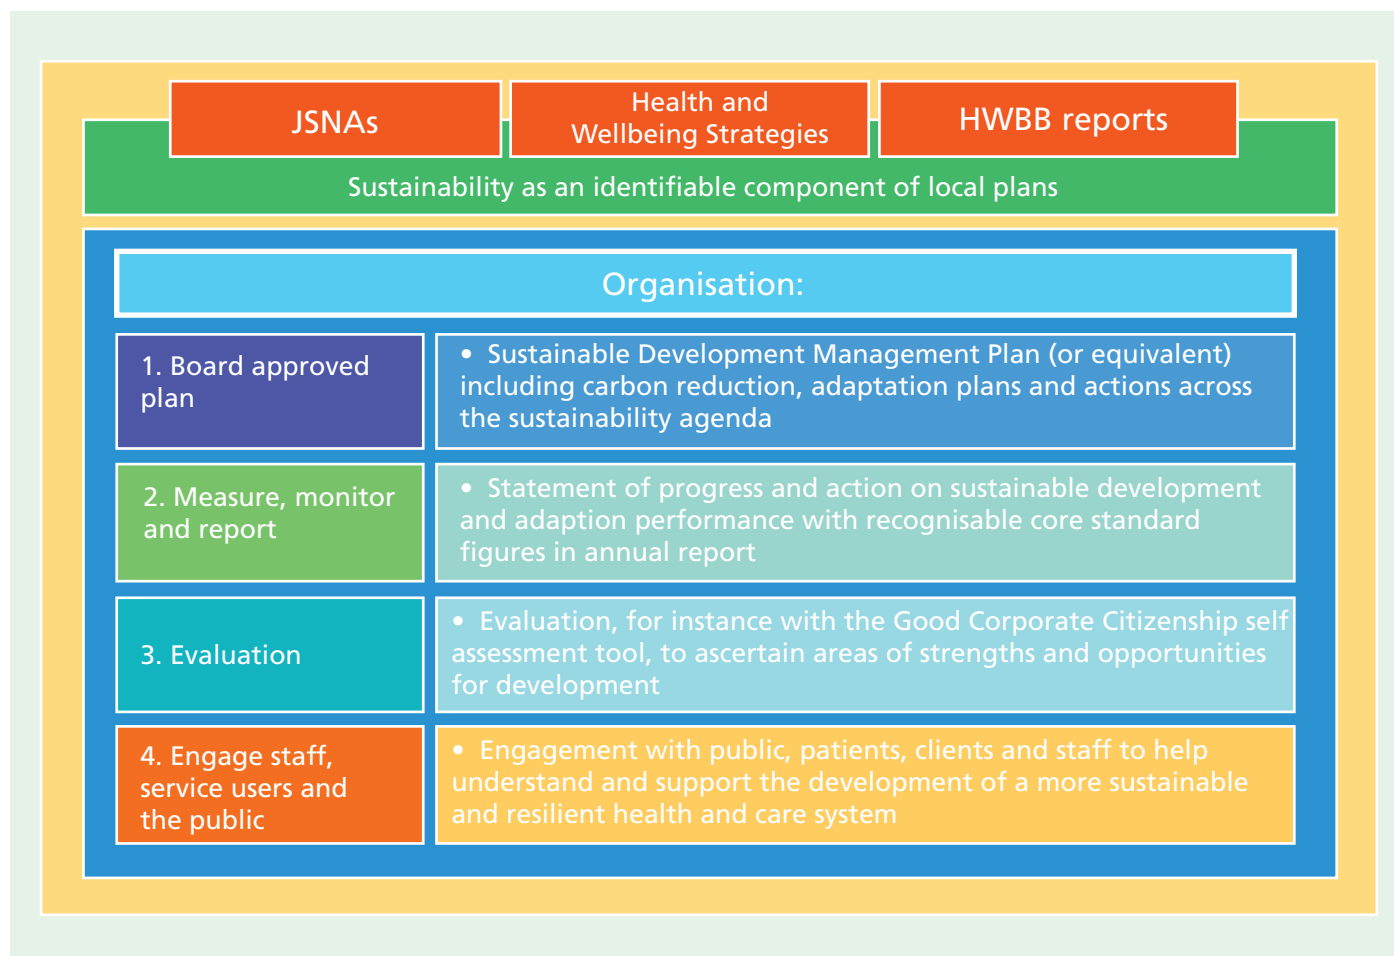 JSNAs
Health and
Wellbeing Strategies
HWBB reports
Sustainability as an identifiable component of local plans
Organisation:
1. Board approved
plan
• Sustainable Development Management Plan (or equivalent)
including carbon reduction, adaptation plans and actions across
the sustainability agenda
2. Measure, monitor
and report
• Statement of progress and action on sustainable development
and adaption performance with recognisable core standard
figures in annual report
3. Evaluation
• Evaluation, for instance with the Good Corporate Citizenship self
assessment tool, to ascertain areas of strengths and opportunities
for development
4. Engage staff,
service users and
the public
• Engagement with public, patients, clients and staff to help
understand and support the development of a more sustainable
and resilient health and care system